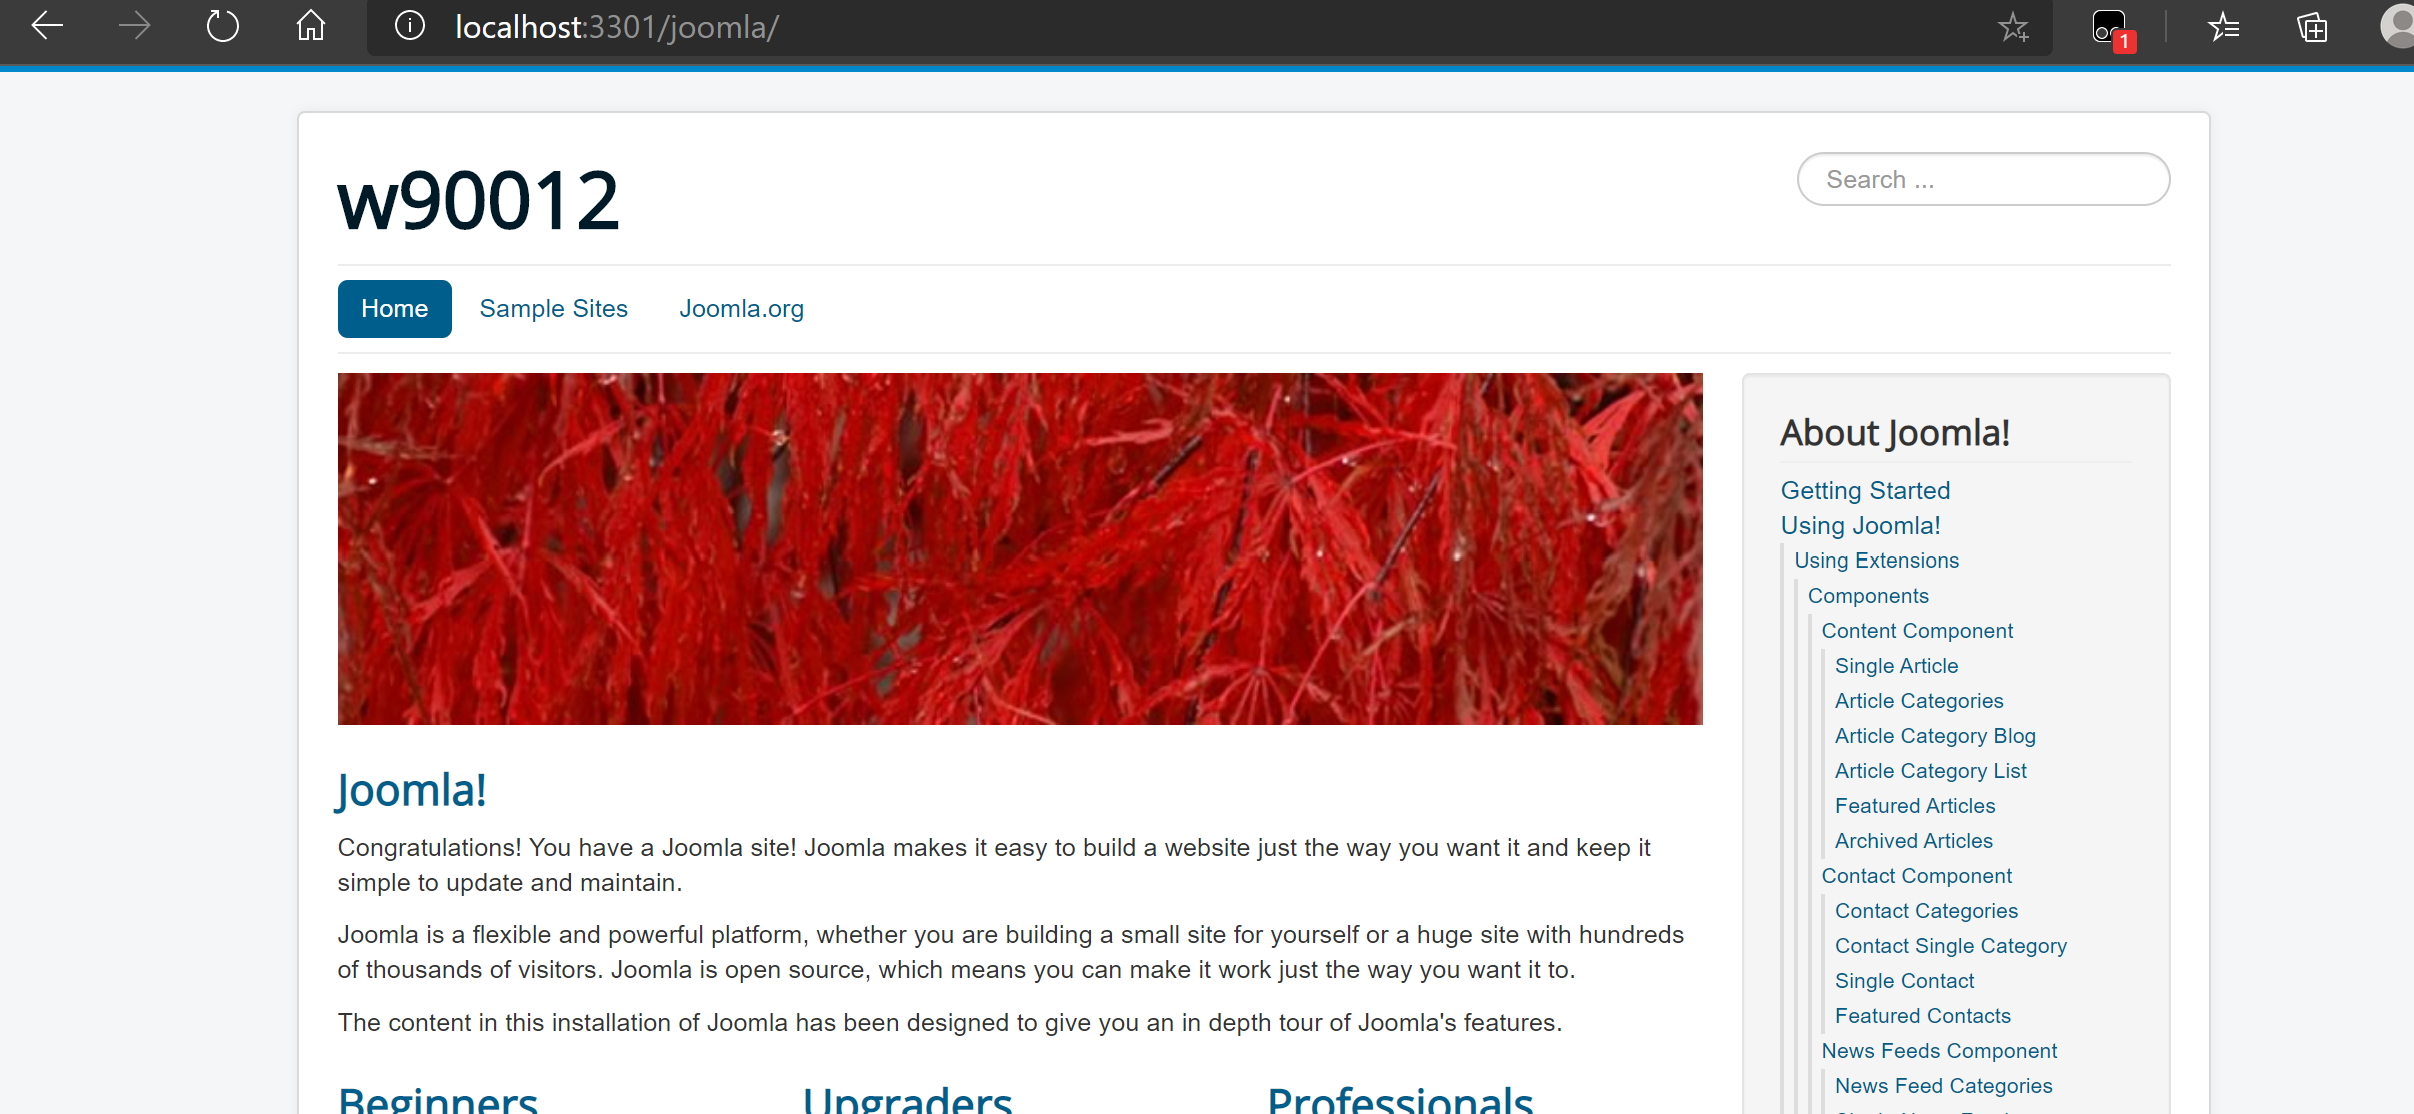 localhost:3301/joomla/
1
w90012
Search ...
Home
Sample Sites
Joomla.org
About Joomla!
Getting Started
Using Joomla!
Using Extensions
Components
Content Component
Single Article
Article Categories
Article Category Blog
Article Category List
Featured Articles
Archived Articles
Contact Component
Contact Categories
Contact Single Category
Single Contact
Featured Contacts
News Feeds Component
News Feed Categories
Joomla!
Congratulations! You have a Joomla site! Joomla makes it easy to build a website just the way you want it and keep it
simple to update and maintain.
Joomla is a flexible and powerful platform, whether you are building a small site for yourself or a huge site with hundreds
of thousands of visitors. Joomla is open source, which means you can make it work just the way you want it to.
The content in this installation of Joomla has been designed to give you an in depth tour of Joomla's features.
Beginners
Upgraders
Professionals